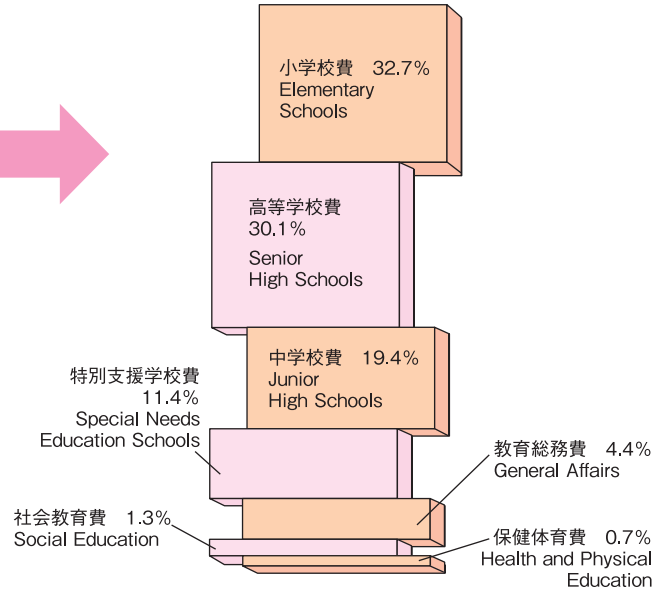 小学校費 32.7%
Elementary
Schools
高等学校費
30.1%
Senior
High Schools
中学校費 19.4%
Junior
High Schools
特別支援学校費
11.4%
Special Needs
Education Schools
教育総務費 4.4%
General Affairs
社会教育費 1.3%
Social Education
保健体育費 0.7%
Health and Physical
Education